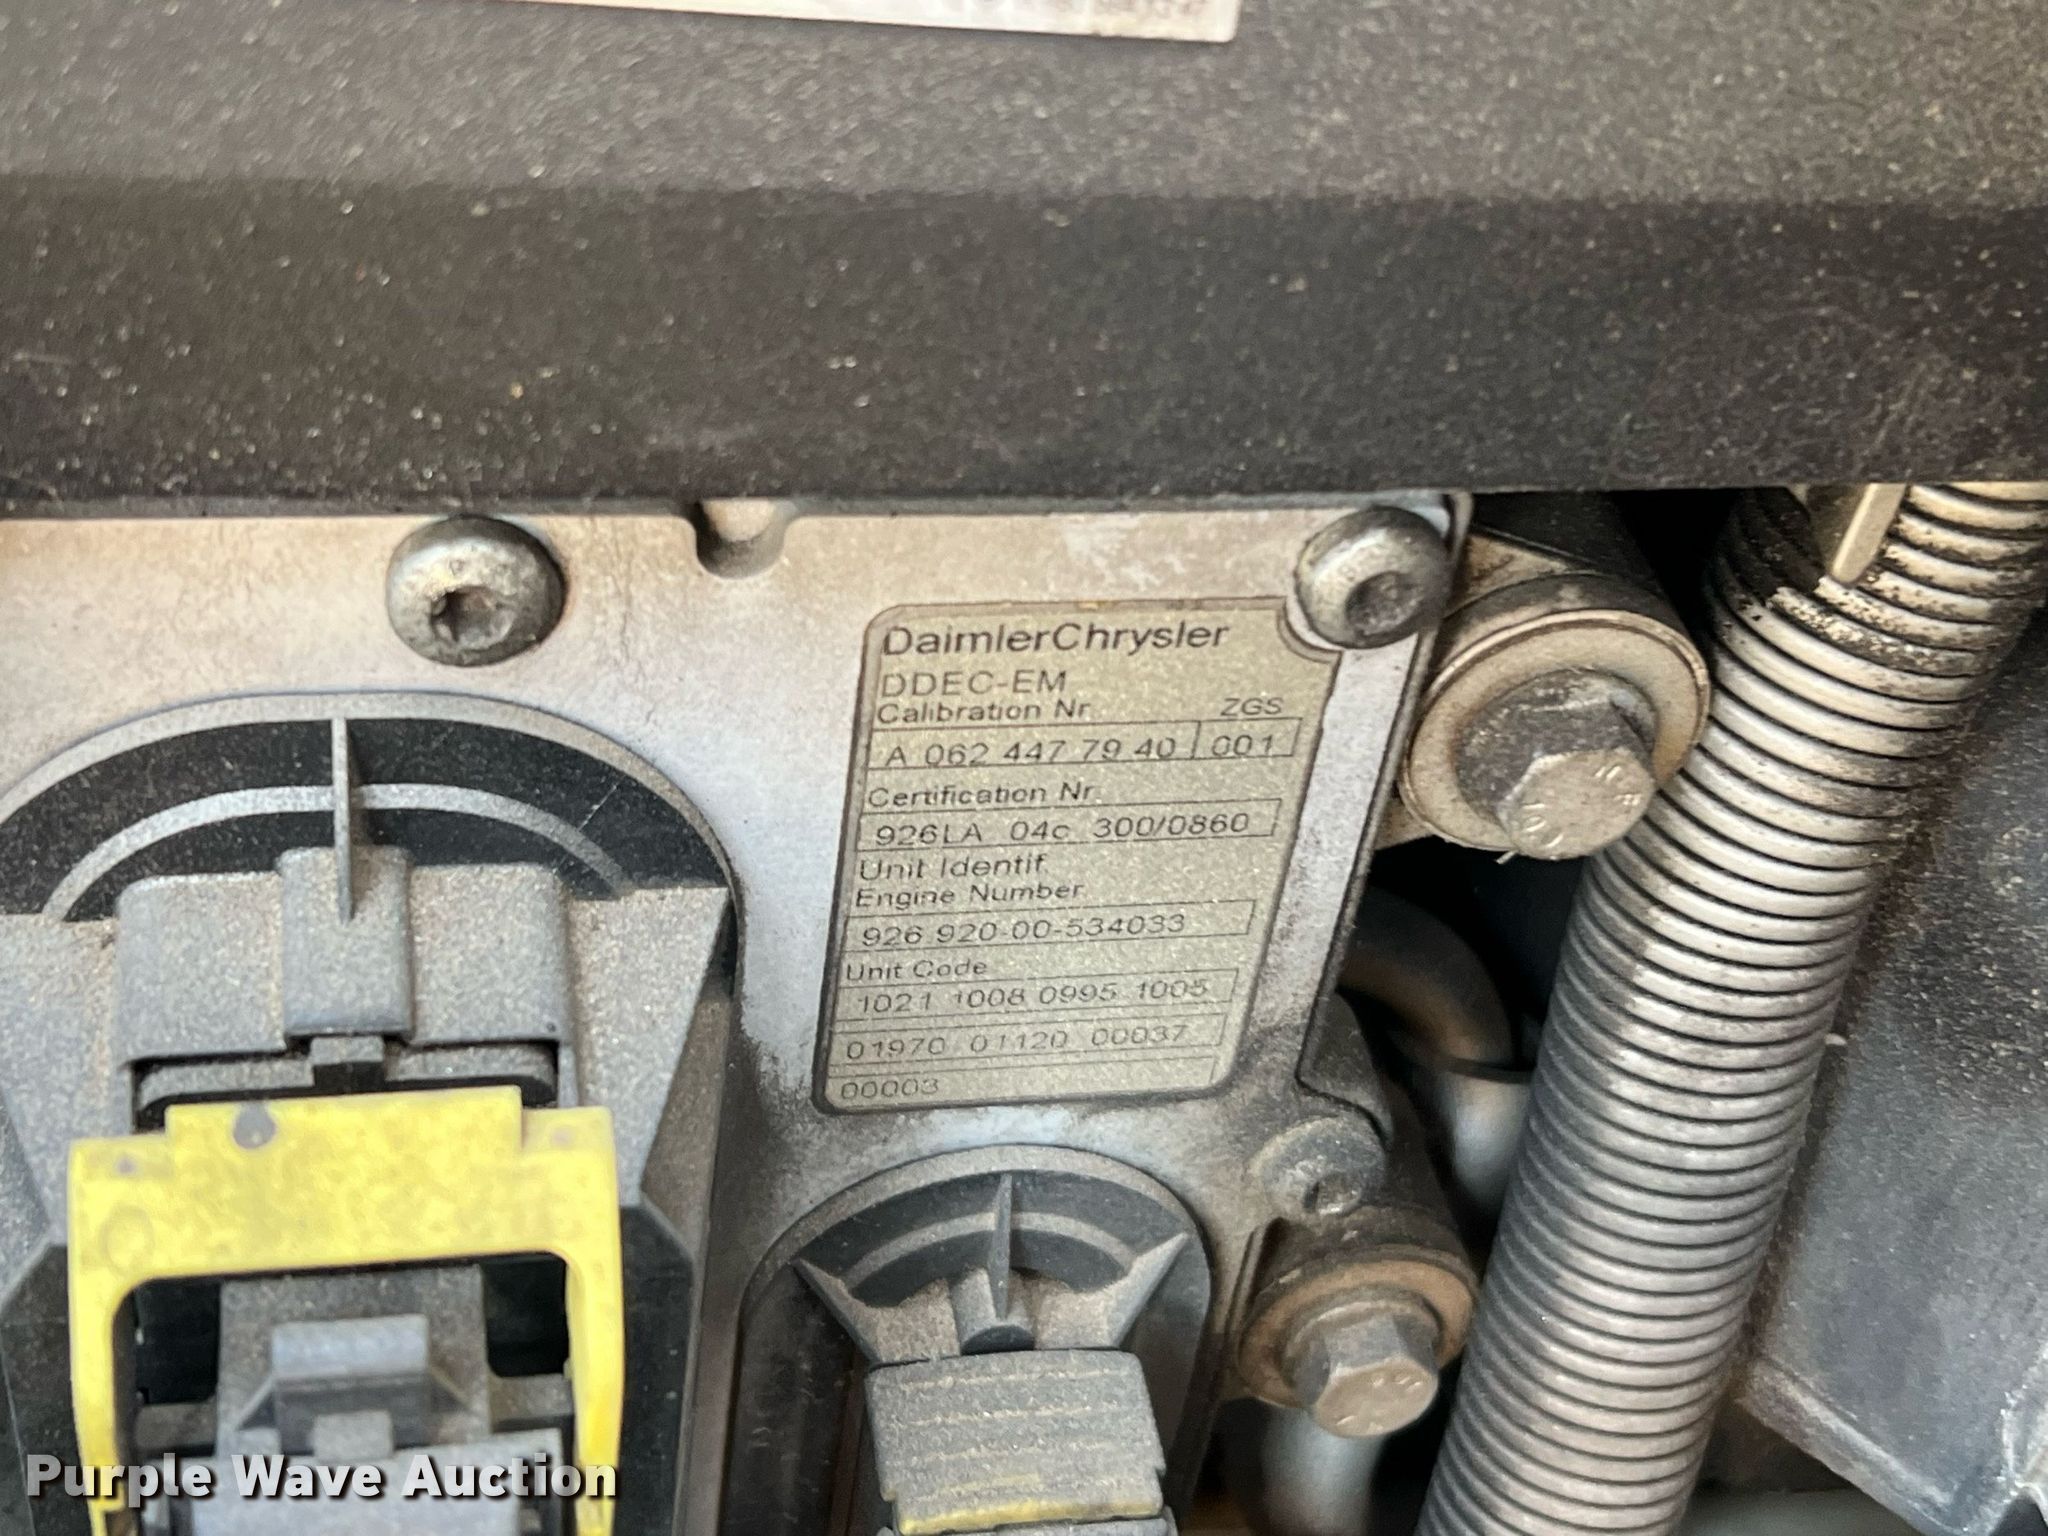 DaimlerChrysler
DDEC-EM
Calibration Nr. ZGS
A 062 447 79 40 001
Certification Nr.
926LA 04c 300/0860
Unit Identif.
Engine Number
926 920-00-534033
Unit Code
1021 1008 0995 1005
01970 01120 00037
00003
Purple Wave Auction